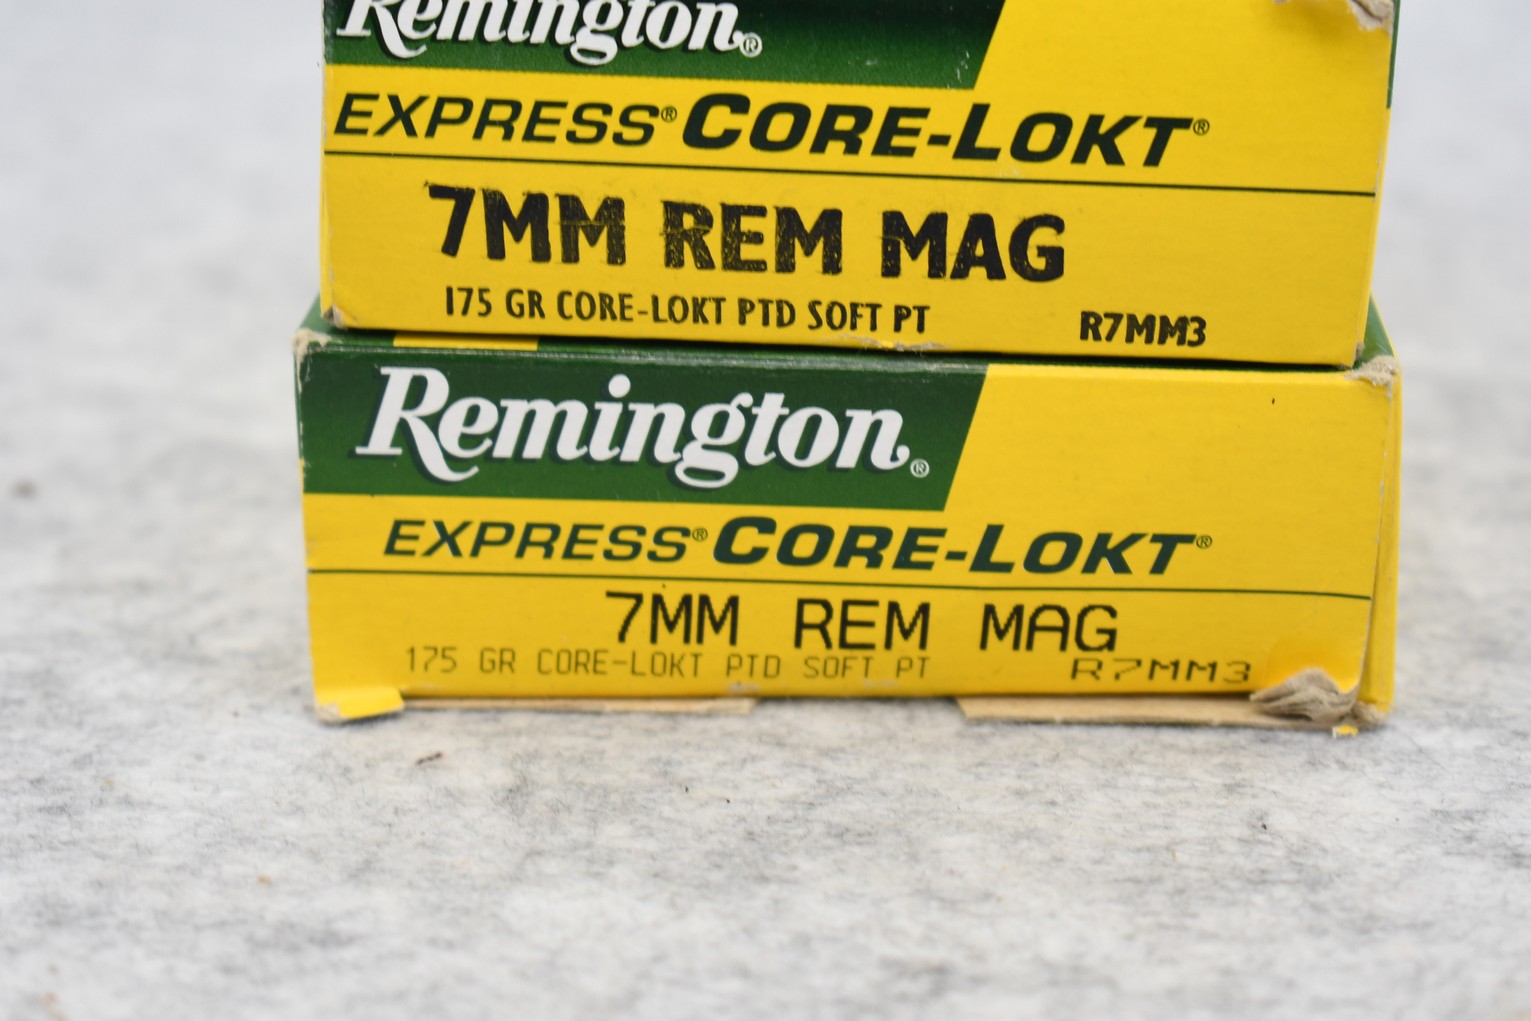 Remington®
EXPRESS® CORE-LOKT®
7MM REM MAG
175 GR CORE-LOKT PTD SOFT PT R7MM3
Remington®
EXPRESS® CORE-LOKT®
7MM REM MAG
175 GR CORE-LOKT PTD SOFT PT R7MM3